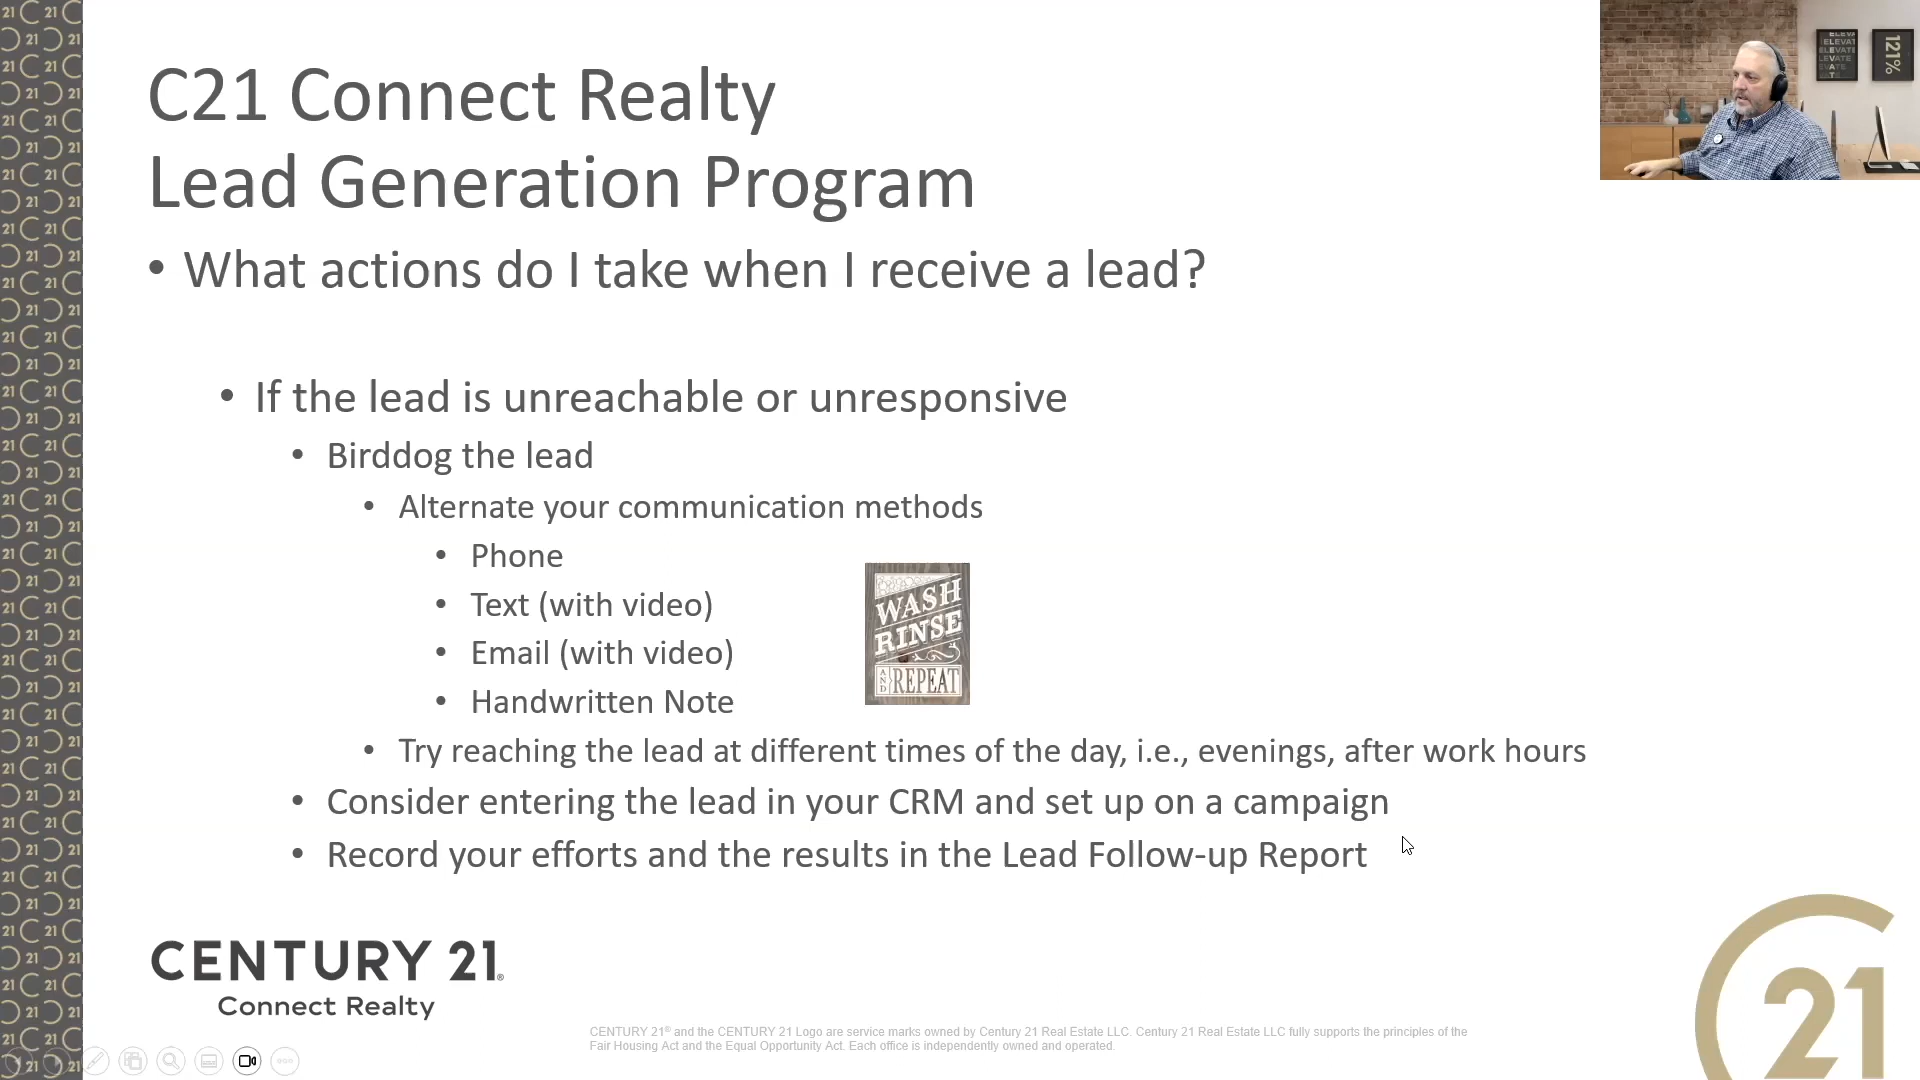 C21 Connect Realty
Lead Generation Program
• What actions do I take when I receive a lead?
• If the lead is unreachable or unresponsive
• Birddog the lead
• Alternate your communication methods
• Phone
• Text (with video)
• Email (with video)
• Handwritten Note
WASH
RINSE
AND REPEAT
• Try reaching the lead at different times of the day, i.e., evenings, after work hours
• Consider entering the lead in your CRM and set up on a campaign
• Record your efforts and the results in the Lead Follow-up Report
CENTURY 21®
Connect Realty
CENTURY 21® and the CENTURY 21 Logo are service marks owned by Century 21 Real Estate LLC. Century 21 Real Estate LLC fully supports the principles of the
Fair Housing Act and the Equal Opportunity Act. Each office is independently owned and operated.
C21
ELEVATE
ELEVATE
121%